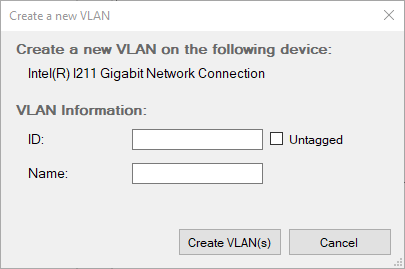 Create a new VLAN
Create a new VLAN on the following device:
Intel(R) I211 Gigabit Network Connection
VLAN Information:
ID:
Untagged
Name:
Create VLAN(s)
Cancel